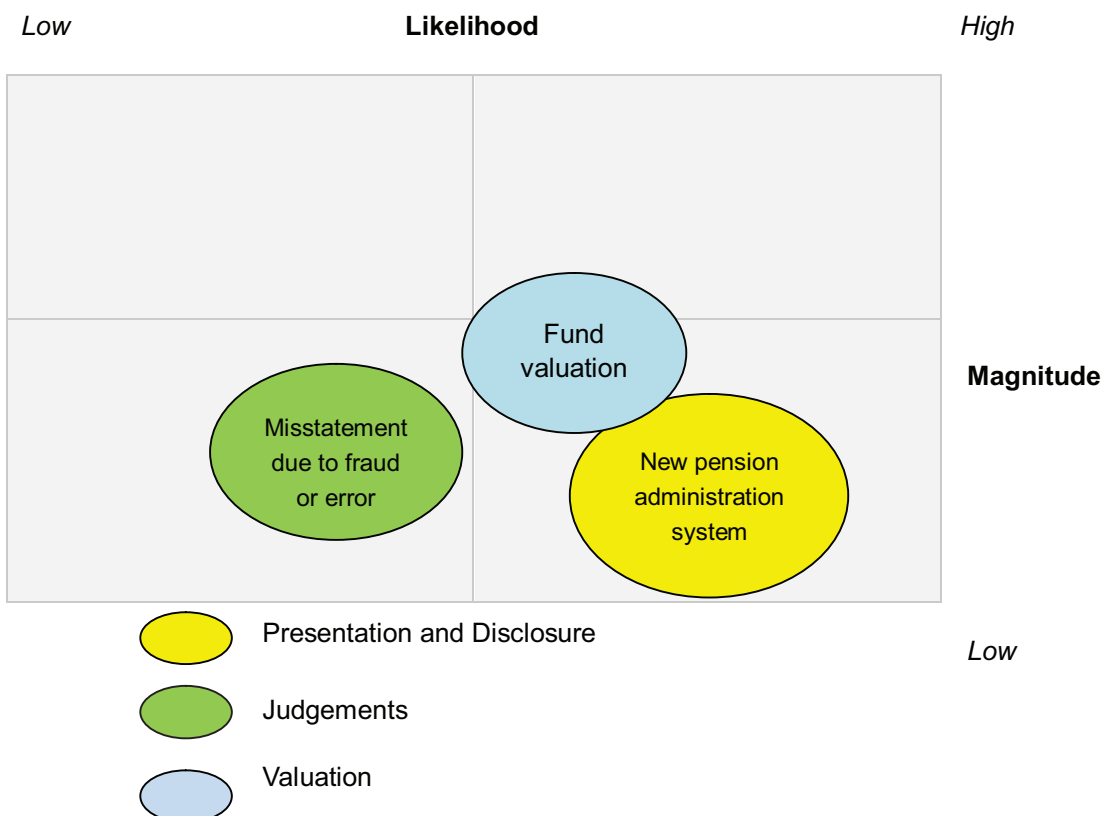 Low Likelihood High
Fund
valuation
Magnitude
Misstatement
due to fraud
or error
New pension
administration
system
Presentation and Disclosure
Low
Judgements
Valuation